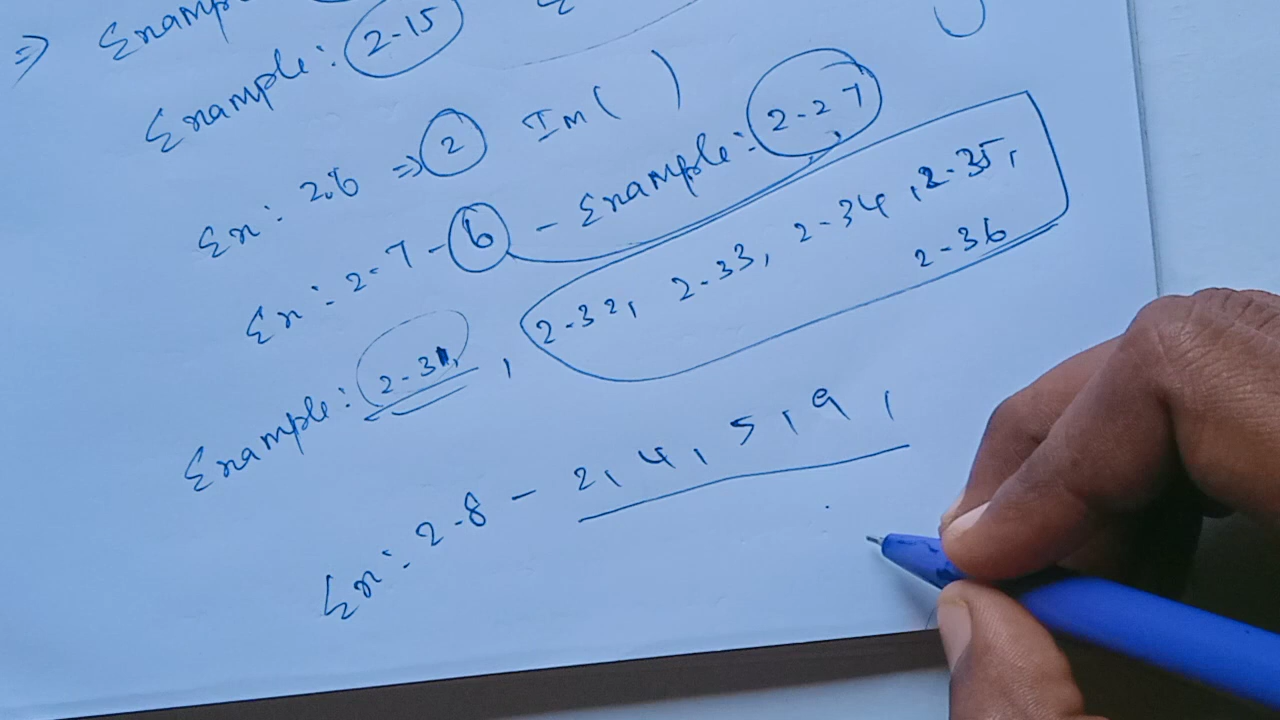 => Example
Example: 2-15
Ex: 2.6 => 2 Im( )
Ex: 2-7 - 6 - Example: 2-27,
Example: 2-31, , 2-32, 2-33, 2-34, 2-35,
2-36
Ex: 2-8 - 2, 4, 5, 9,